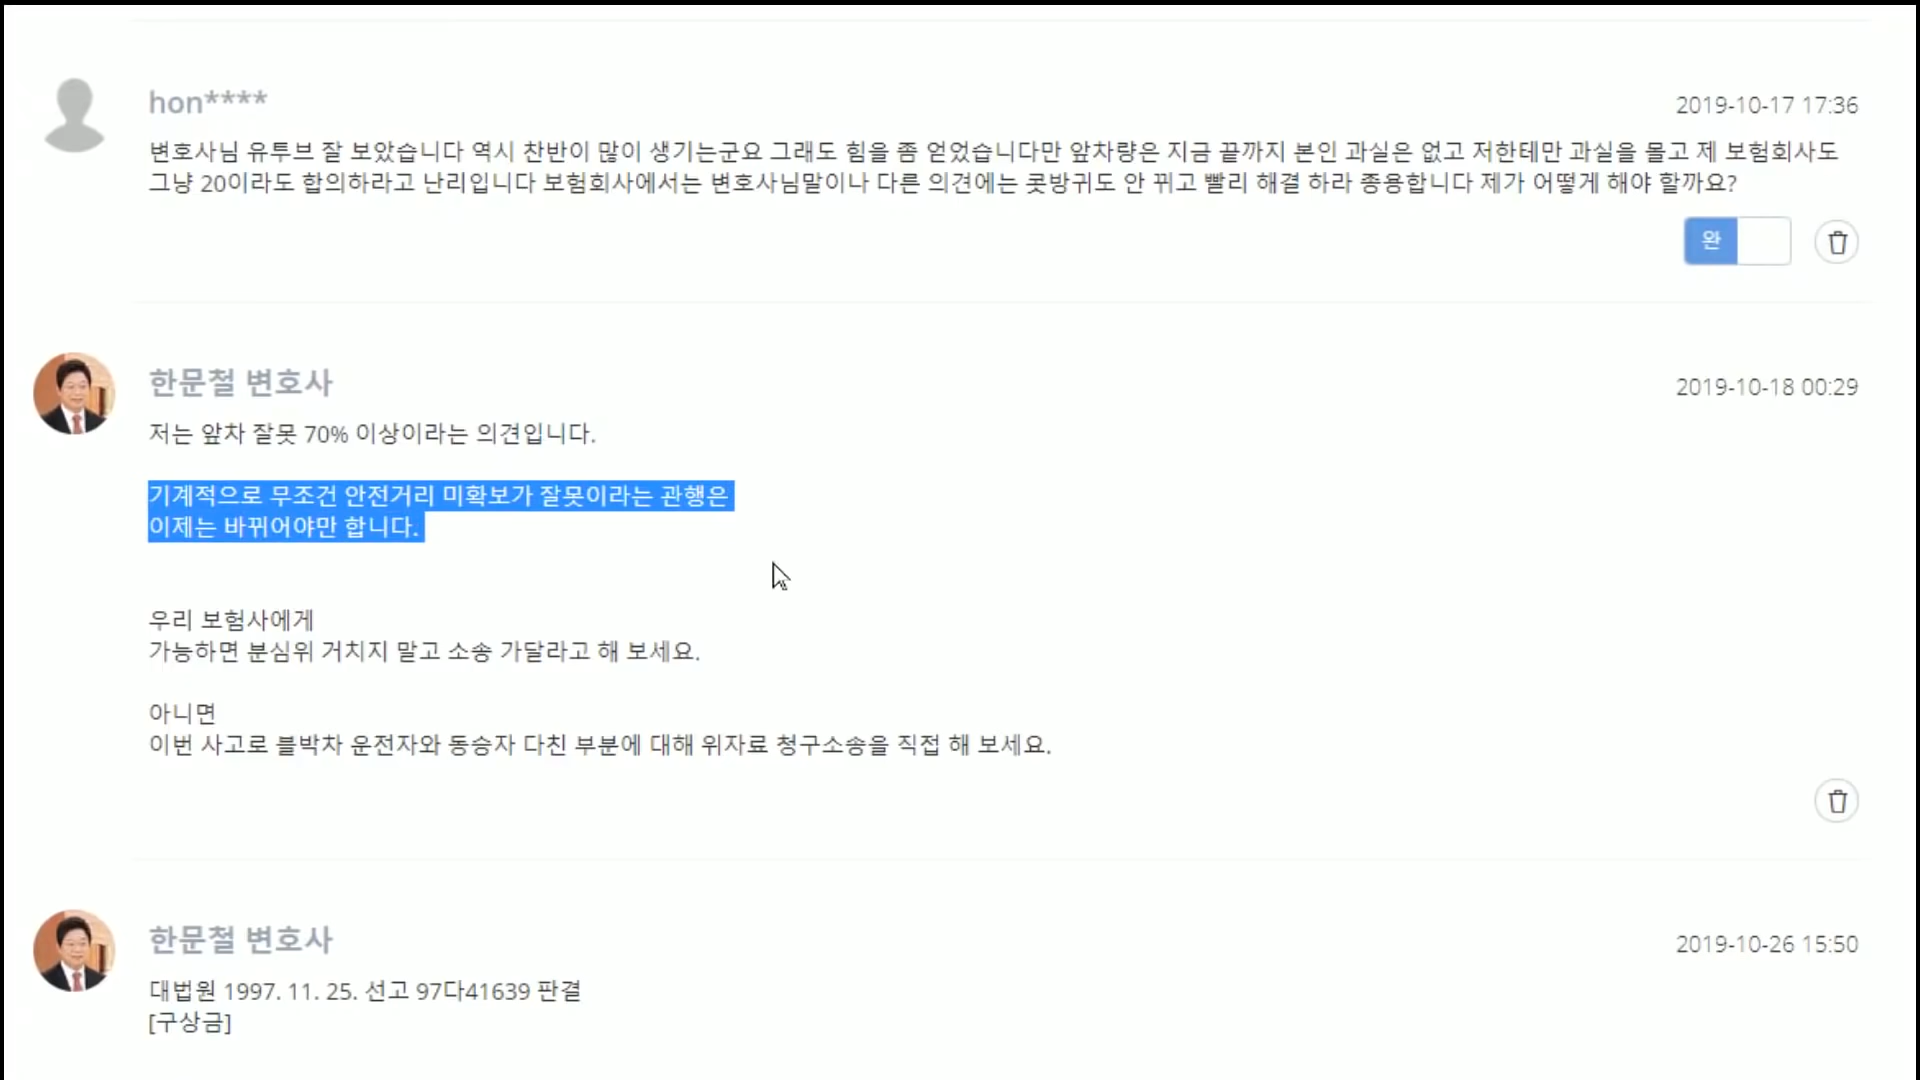 hon****
2019-10-17 17:36
변호사님 유투브 잘 보았습니다 역시 찬반이 많이 생기는군요 그래도 힘을 좀 얻었습니다만 앞차량은 지금 끝까지 본인 과실은 없고 저한테만 과실을 몰고 제 보험회사도
그냥 20이라도 합의하라고 난리입니다 보험회사에서는 변호사님말이나 다른 의견에는 콧방귀도 안 뀌고 빨리 해결 하라 종용합니다 제가 어떻게 해야 할까요?
완
한문철 변호사
2019-10-18 00:29
저는 앞차 잘못 70% 이상이라는 의견입니다.
기계적으로 무조건 안전거리 미확보가 잘못이라는 관행은
이제는 바뀌어야만 합니다.
우리 보험사에게
가능하면 분심위 거치지 말고 소송 가달라고 해 보세요.
아니면
이번 사고로 블박차 운전자와 동승자 다친 부분에 대해 위자료 청구소송을 직접 해 보세요.
한문철 변호사
2019-10-26 15:50
대법원 1997. 11. 25. 선고 97다41639 판결
[구상금]